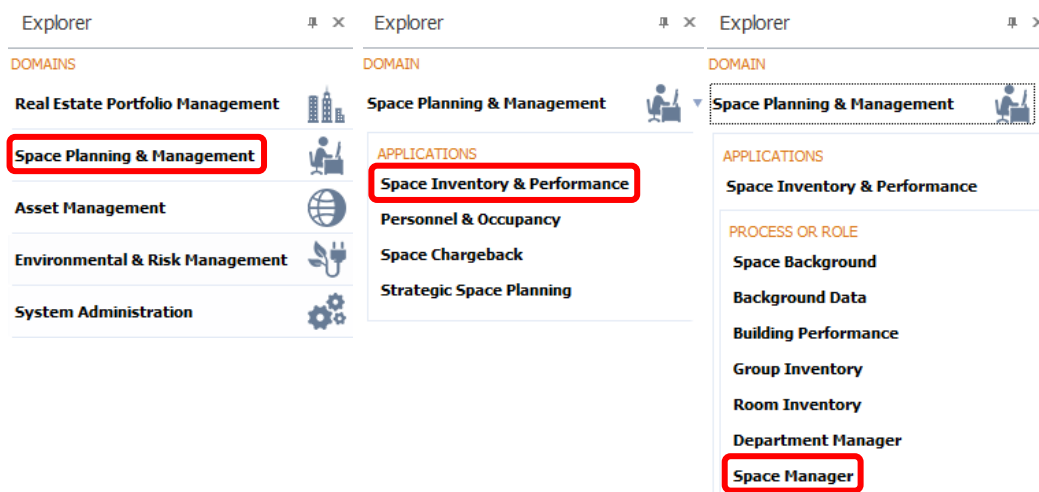 Explorer
DOMAINS
Real Estate Portfolio Management
Space Planning & Management
Asset Management
Environmental & Risk Management
System Administration
Explorer
DOMAIN
Space Planning & Management
APPLICATIONS
Space Inventory & Performance
Personnel & Occupancy
Space Chargeback
Strategic Space Planning
Explorer
DOMAIN
Space Planning & Management
APPLICATIONS
Space Inventory & Performance
PROCESS OR ROLE
Space Background
Background Data
Building Performance
Group Inventory
Room Inventory
Department Manager
Space Manager